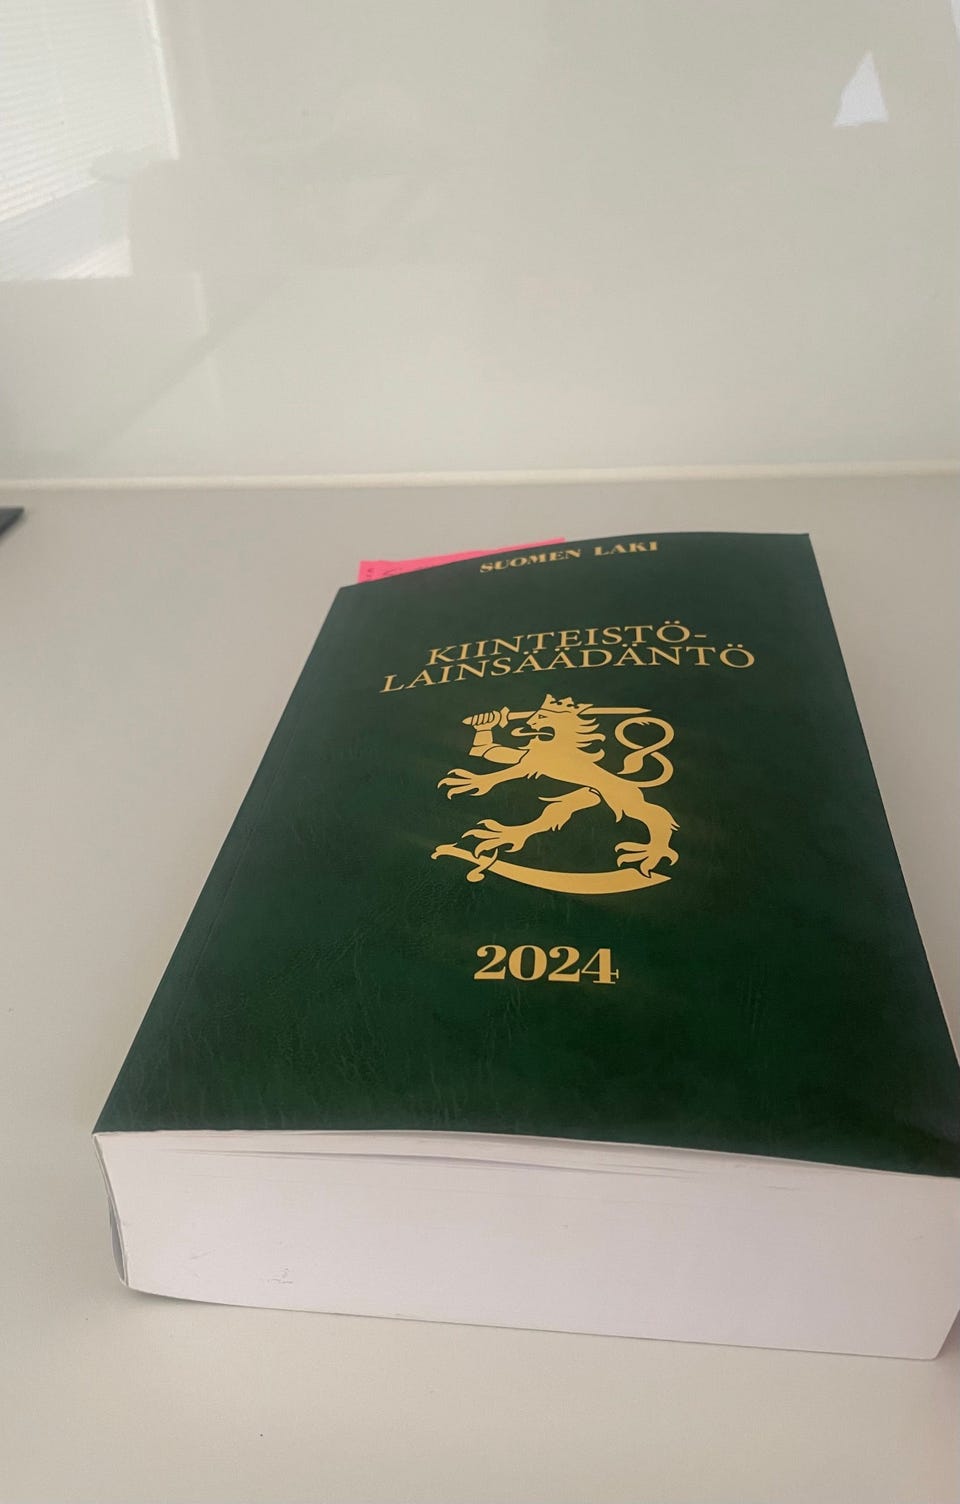 SUOMEN LAKI
KIINTEISTÖ-
LAINSÄÄDÄNTÖ
2024